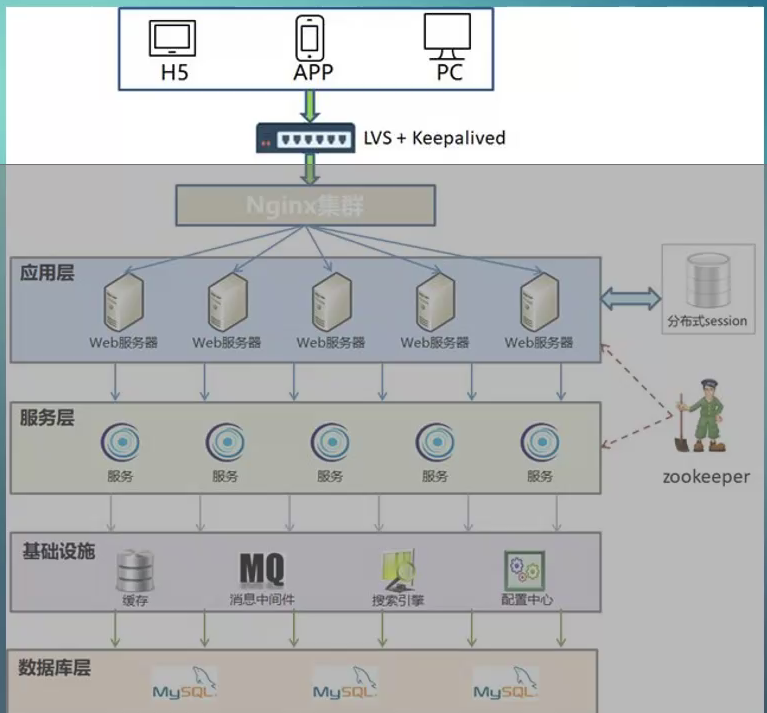 H5 APP PC
LVS + Keepalived
Nginx集群
应用层
Web服务器 Web服务器 Web服务器 Web服务器 Web服务器
分布式session
服务层
服务 服务 服务 服务 服务
zookeeper
基础设施
MQ
缓存 消息中间件 搜索引擎 配置中心
数据库层
MySQL MySQL MySQL